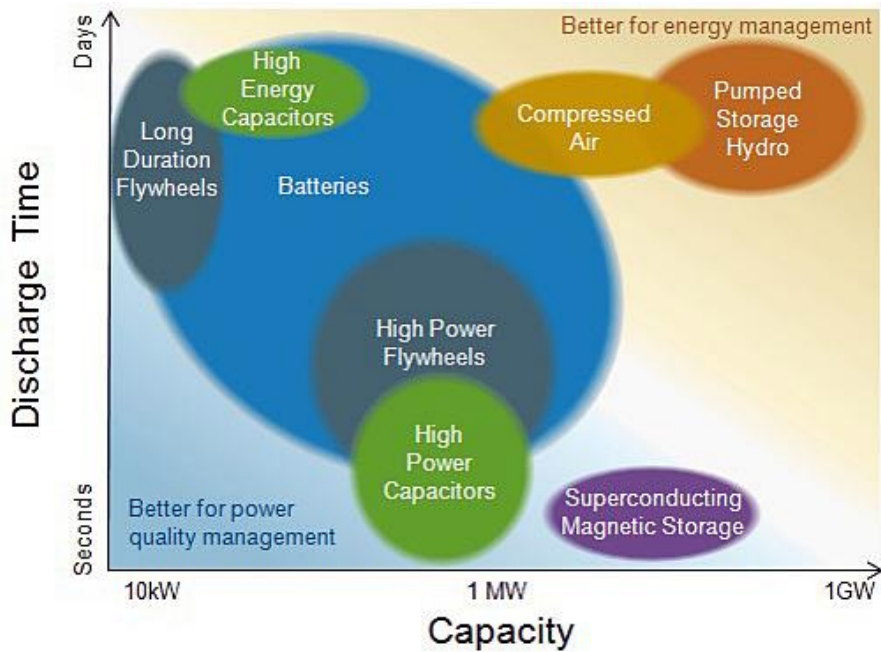 Days
Better for energy management
High
Energy
Capacitors
Long
Duration
Flywheels
Batteries
Compressed
Air
Pumped
Storage
Hydro
Discharge Time
High Power
Flywheels
High
Power
Capacitors
Superconducting
Magnetic Storage
Better for power
quality management
Seconds
10kW
1 MW
1GW
Capacity